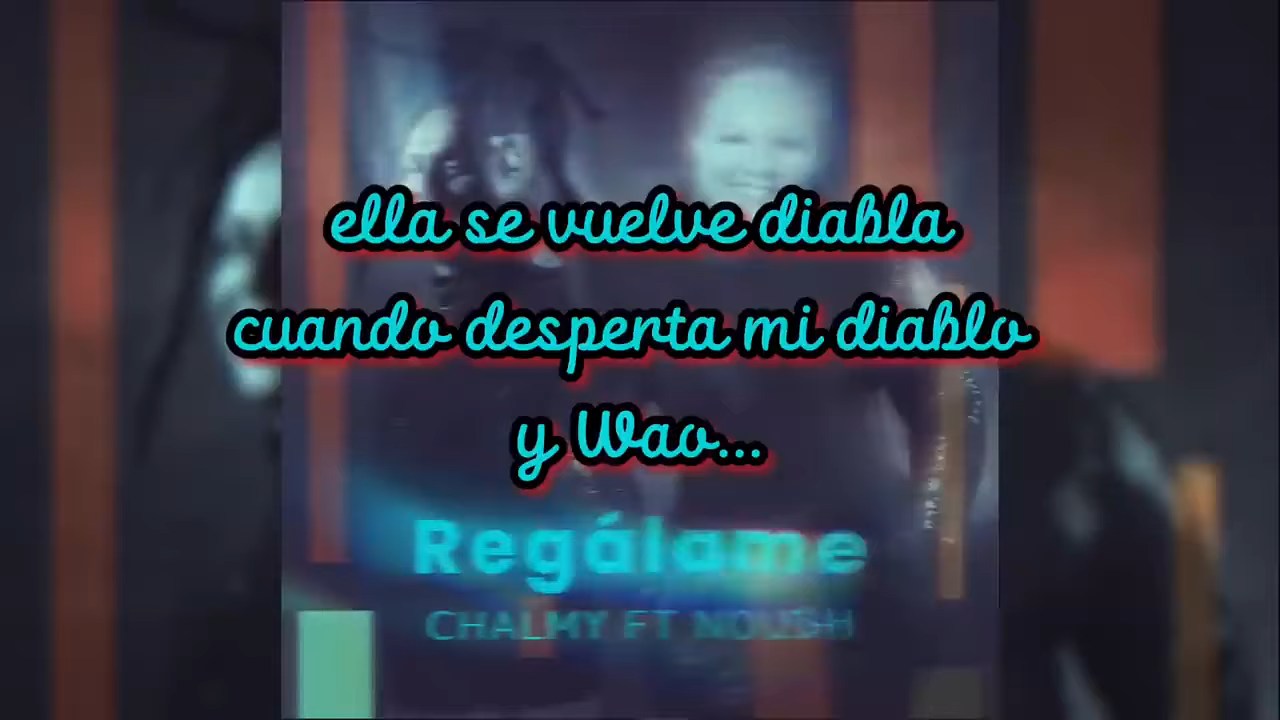 ella se vuelve diabla
cuando desperta mi diablo
y Wao...
Regálame
CHALMY FT